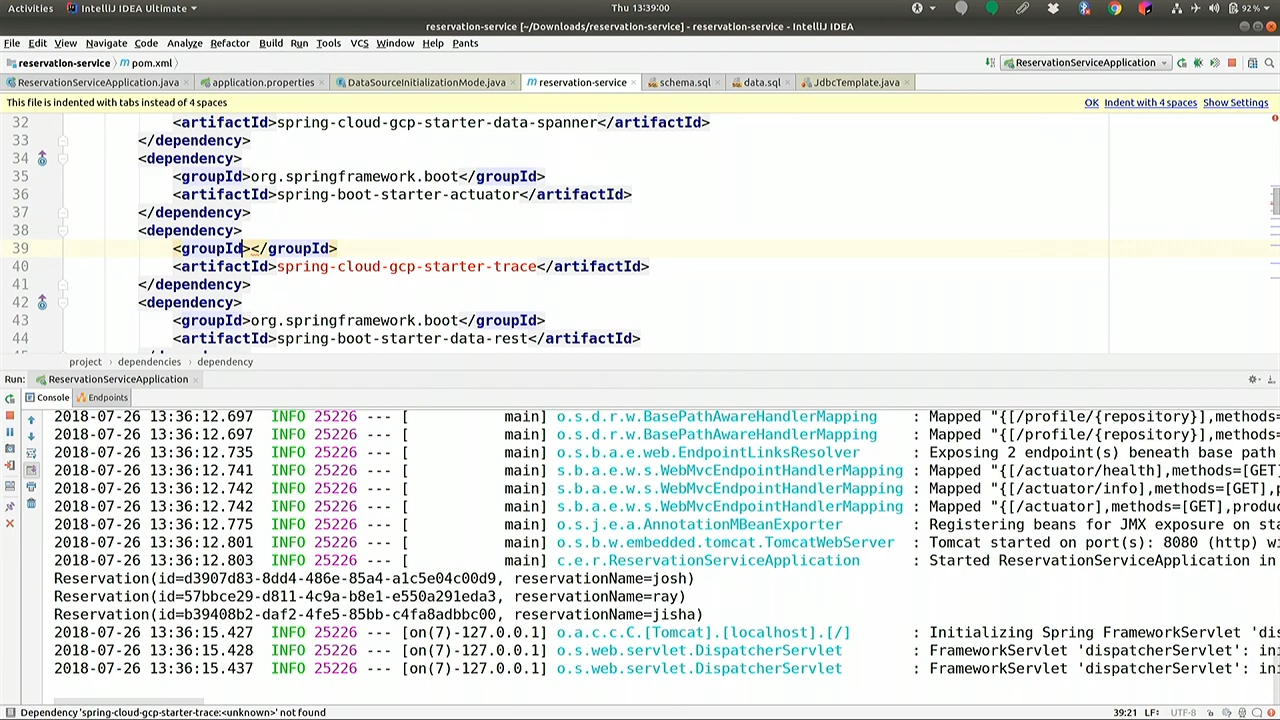 Activities IntelliJ IDEA Ultimate Thu 13:39:00 92%
reservation-service [~/Downloads/reservation-service] - reservation-service - IntelliJ IDEA
File Edit View Navigate Code Analyze Refactor Build Run Tools VCS Window Help Pants
reservation-service pom.xml ReservationServiceApplication
ReservationServiceApplication.java application.properties DataSourceInitializationMode.java reservation-service schema.sql data.sql JdbcTemplate.java
This file is indented with tabs instead of 4 spaces OK Indent with 4 spaces Show Settings
32 <artifactId>spring-cloud-gcp-starter-data-spanner</artifactId>
33 </dependency>
34 <dependency>
35 <groupId>org.springframework.boot</groupId>
36 <artifactId>spring-boot-starter-actuator</artifactId>
37 </dependency>
38 <dependency>
39 <groupId></groupId>
40 <artifactId>spring-cloud-gcp-starter-trace</artifactId>
41 </dependency>
42 <dependency>
43 <groupId>org.springframework.boot</groupId>
44 <artifactId>spring-boot-starter-data-rest</artifactId>
project › dependencies › dependency
Run: ReservationServiceApplication
Console Endpoints
2018-07-26 13:36:12.697 INFO 25226 --- [ main] o.s.d.r.w.BasePathAwareHandlerMapping : Mapped "{[/profile/{repository}],methods=
2018-07-26 13:36:12.697 INFO 25226 --- [ main] o.s.d.r.w.BasePathAwareHandlerMapping : Mapped "{[/profile/{repository}],methods=
2018-07-26 13:36:12.735 INFO 25226 --- [ main] o.s.b.a.e.web.EndpointLinksResolver : Exposing 2 endpoint(s) beneath base path
2018-07-26 13:36:12.741 INFO 25226 --- [ main] s.b.a.e.w.s.WebMvcEndpointHandlerMapping : Mapped "{[/actuator/health],methods=[GET]
2018-07-26 13:36:12.742 INFO 25226 --- [ main] s.b.a.e.w.s.WebMvcEndpointHandlerMapping : Mapped "{[/actuator/info],methods=[GET],p
2018-07-26 13:36:12.742 INFO 25226 --- [ main] s.b.a.e.w.s.WebMvcEndpointHandlerMapping : Mapped "{[/actuator],methods=[GET],produc
2018-07-26 13:36:12.775 INFO 25226 --- [ main] o.s.j.e.a.AnnotationMBeanExporter : Registering beans for JMX exposure on sta
2018-07-26 13:36:12.801 INFO 25226 --- [ main] o.s.b.w.embedded.tomcat.TomcatWebServer : Tomcat started on port(s): 8080 (http) wi
2018-07-26 13:36:12.803 INFO 25226 --- [ main] c.e.r.ReservationServiceApplication : Started ReservationServiceApplication in
Reservation(id=d3907d83-8dd4-486e-85a4-a1c5e04c00d9, reservationName=josh)
Reservation(id=57bbce29-d811-4c9a-b8e1-e550a291eda3, reservationName=ray)
Reservation(id=b39408b2-daf2-4fe5-85bb-c4fa8adbbc00, reservationName=jisha)
2018-07-26 13:36:15.427 INFO 25226 --- [on(7)-127.0.0.1] o.a.c.c.C.[Tomcat].[localhost].[/] : Initializing Spring FrameworkServlet 'dis
2018-07-26 13:36:15.428 INFO 25226 --- [on(7)-127.0.0.1] o.s.web.servlet.DispatcherServlet : FrameworkServlet 'dispatcherServlet': ini
2018-07-26 13:36:15.437 INFO 25226 --- [on(7)-127.0.0.1] o.s.web.servlet.DispatcherServlet : FrameworkServlet 'dispatcherServlet': ini
Dependency 'spring-cloud-gcp-starter-trace:<unknown>' not found 39:21 LF÷ UTF-8÷